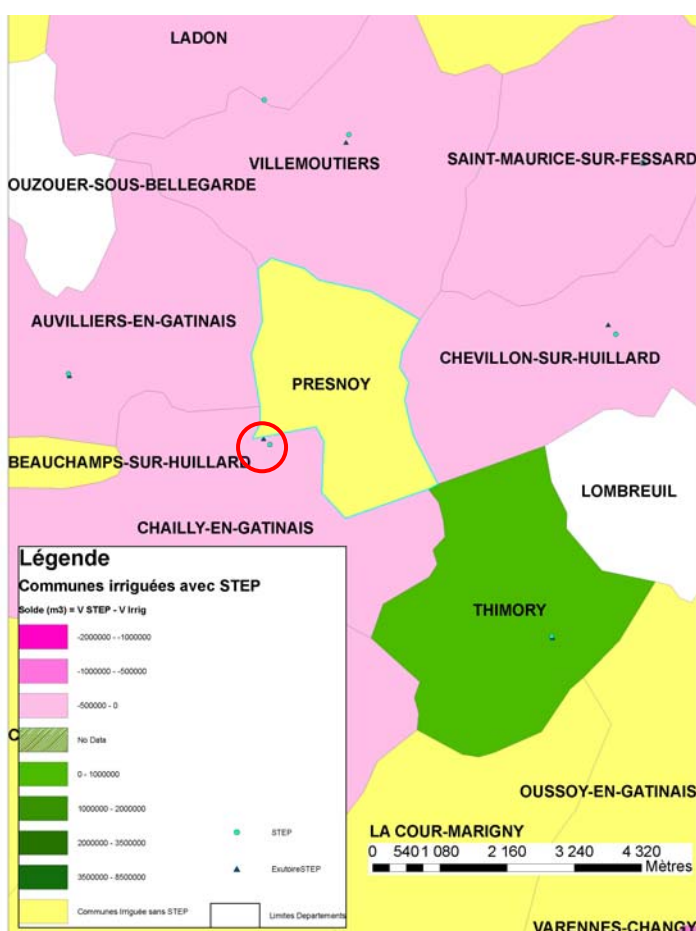 LADON
VILLEMOUTIERS
SAINT-MAURICE-SUR-FESSARD
OUZOUER-SOUS-BELLEGARDE
AUVILLIERS-EN-GATINAIS
CHEVILLON-SUR-HUILLARD
PRESNOY
BEAUCHAMPS-SUR-HUILLARD
LOMBREUIL
CHAILLY-EN-GATINAIS
THIMORY
Légende
Communes irriguées avec STEP
Solde (m3) = V STEP - V Irrig
-2000000 - -1000000
-1000000 - -500000
-500000 - 0
No Data
0 - 1000000
1000000 - 2000000
2000000 - 3500000
3500000 - 8500000
Communes Irriguée sans STEP
STEP
ExutoireSTEP
Limites Departements
C
OUSSOY-EN-GATINAIS
LA COUR-MARIGNY
0 540 1 080 2 160 3 240 4 320
Mètres
VARENNES-CHANGY